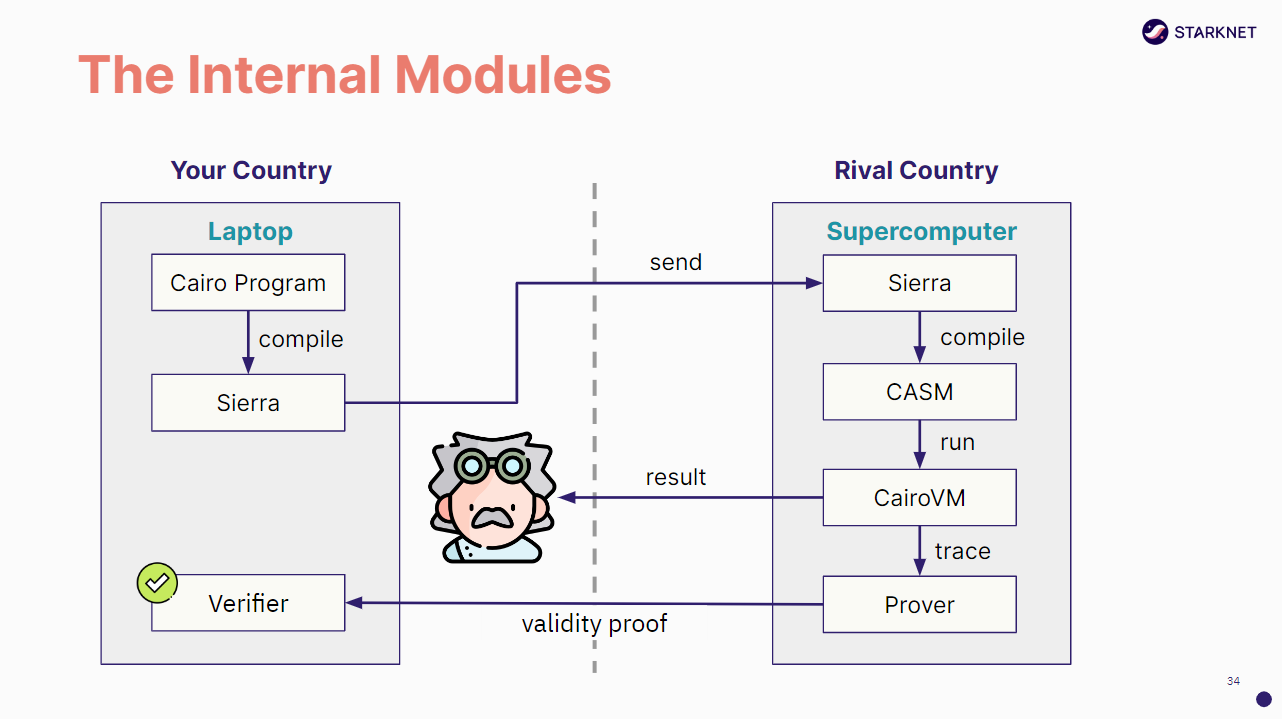 STARKNET
The Internal Modules
Your Country
Rival Country
Laptop
Supercomputer
Cairo Program
send
Sierra
compile
compile
Sierra
CASM
run
result
CairoVM
trace
Verifier
Prover
validity proof
34